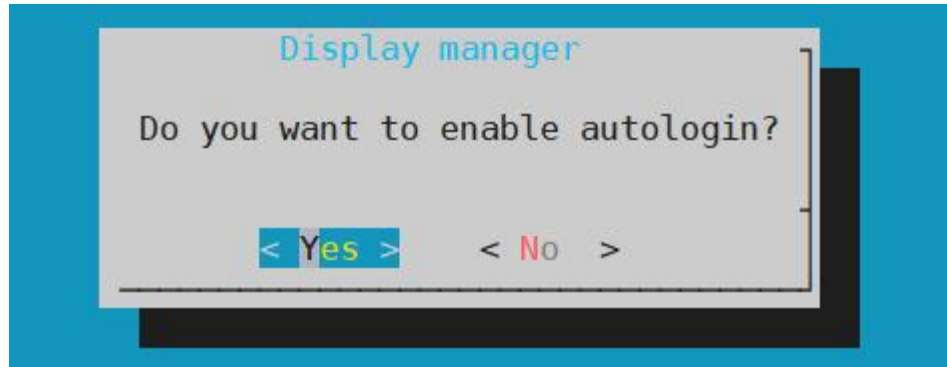 Display manager
Do you want to enable autologin?
< Yes > < No >